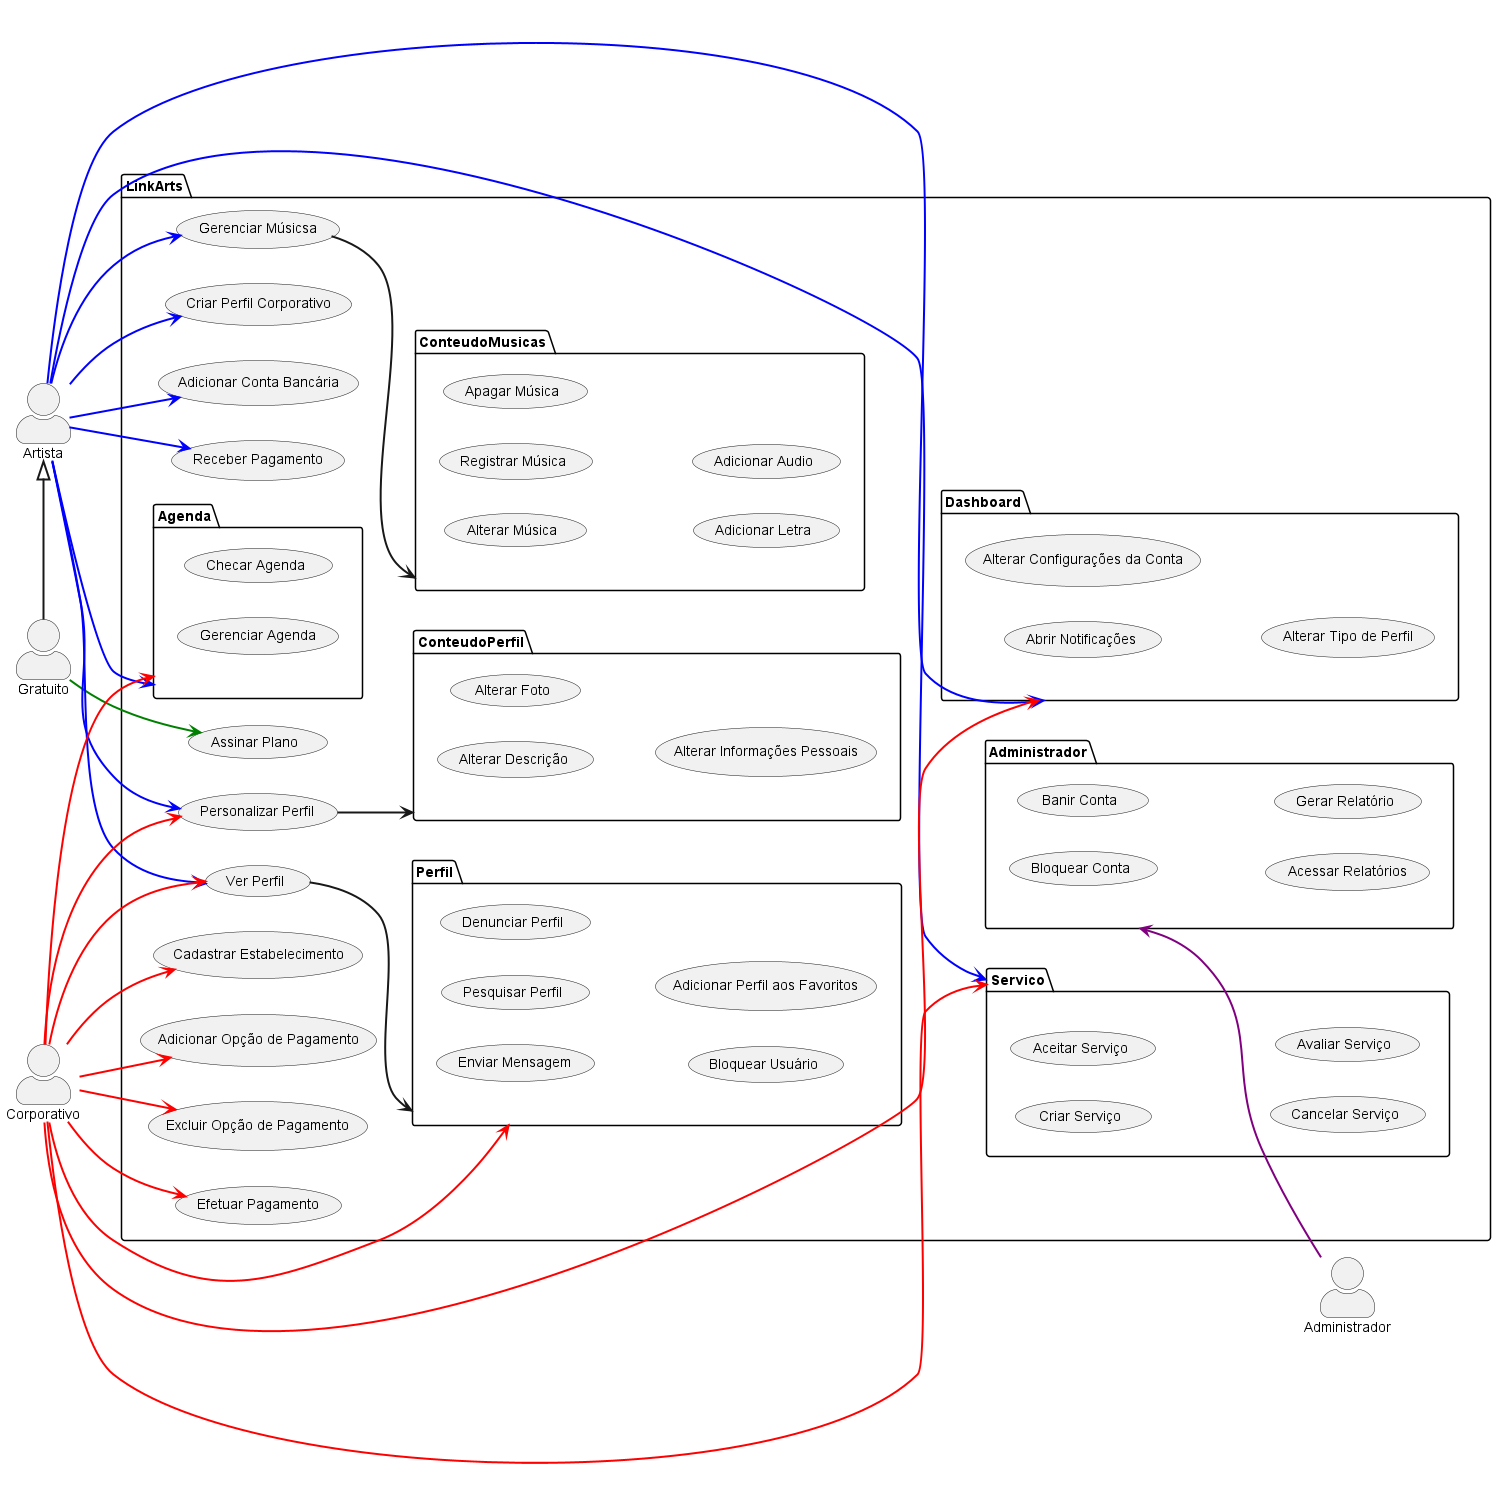 LinkArts
Gerenciar Músicsa
Criar Perfil Corporativo
Adicionar Conta Bancária
Receber Pagamento
Artista
Gratuito
Agenda
Checar Agenda
Gerenciar Agenda
Assinar Plano
Personalizar Perfil
Ver Perfil
Cadastrar Estabelecimento
Adicionar Opção de Pagamento
Excluir Opção de Pagamento
Efetuar Pagamento
Corporativo
ConteudoMusicas
Apagar Música
Registrar Música
Adicionar Audio
Alterar Música
Adicionar Letra
ConteudoPerfil
Alterar Foto
Alterar Descrição
Alterar Informações Pessoais
Perfil
Denunciar Perfil
Pesquisar Perfil
Adicionar Perfil aos Favoritos
Enviar Mensagem
Bloquear Usuário
Dashboard
Alterar Configurações da Conta
Abrir Notificações
Alterar Tipo de Perfil
Administrador
Banir Conta
Gerar Relatório
Bloquear Conta
Acessar Relatórios
Servico
Aceitar Serviço
Avaliar Serviço
Criar Serviço
Cancelar Serviço
Administrador